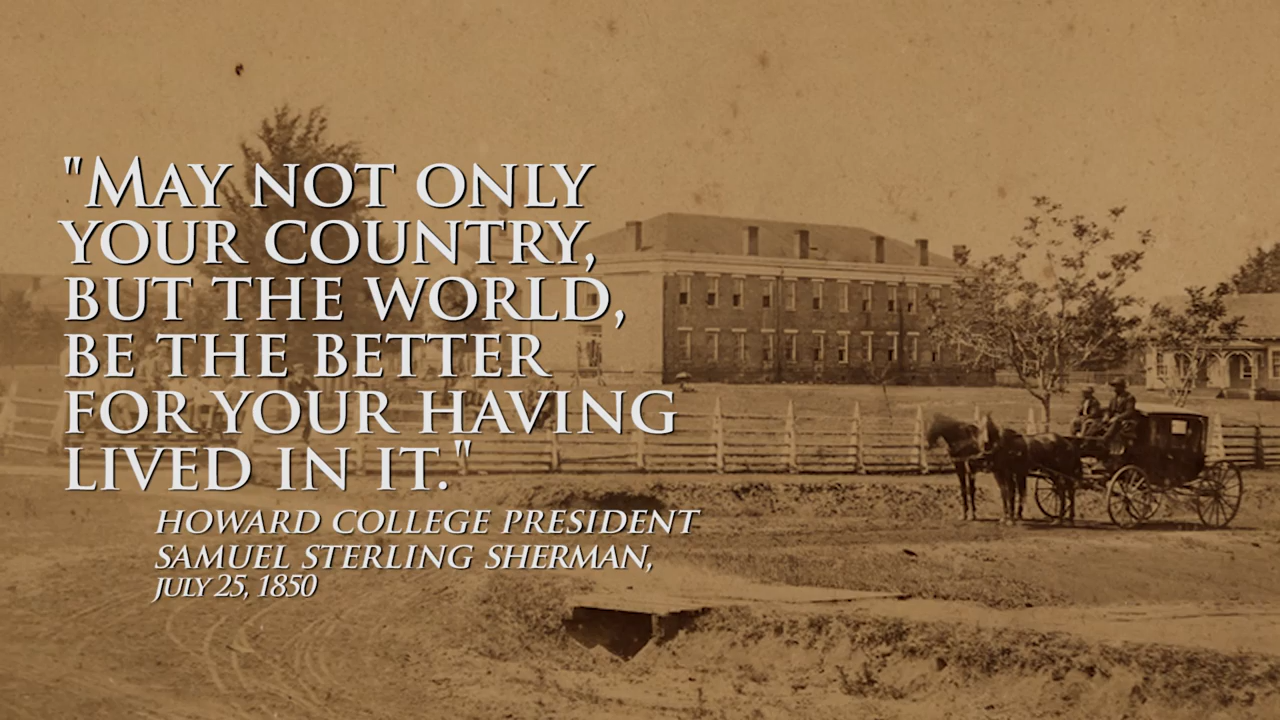 "MAY NOT ONLY
YOUR COUNTRY,
BUT THE WORLD,
BE THE BETTER
FOR YOUR HAVING
LIVED IN IT."
HOWARD COLLEGE PRESIDENT
SAMUEL STERLING SHERMAN,
JULY 25, 1850